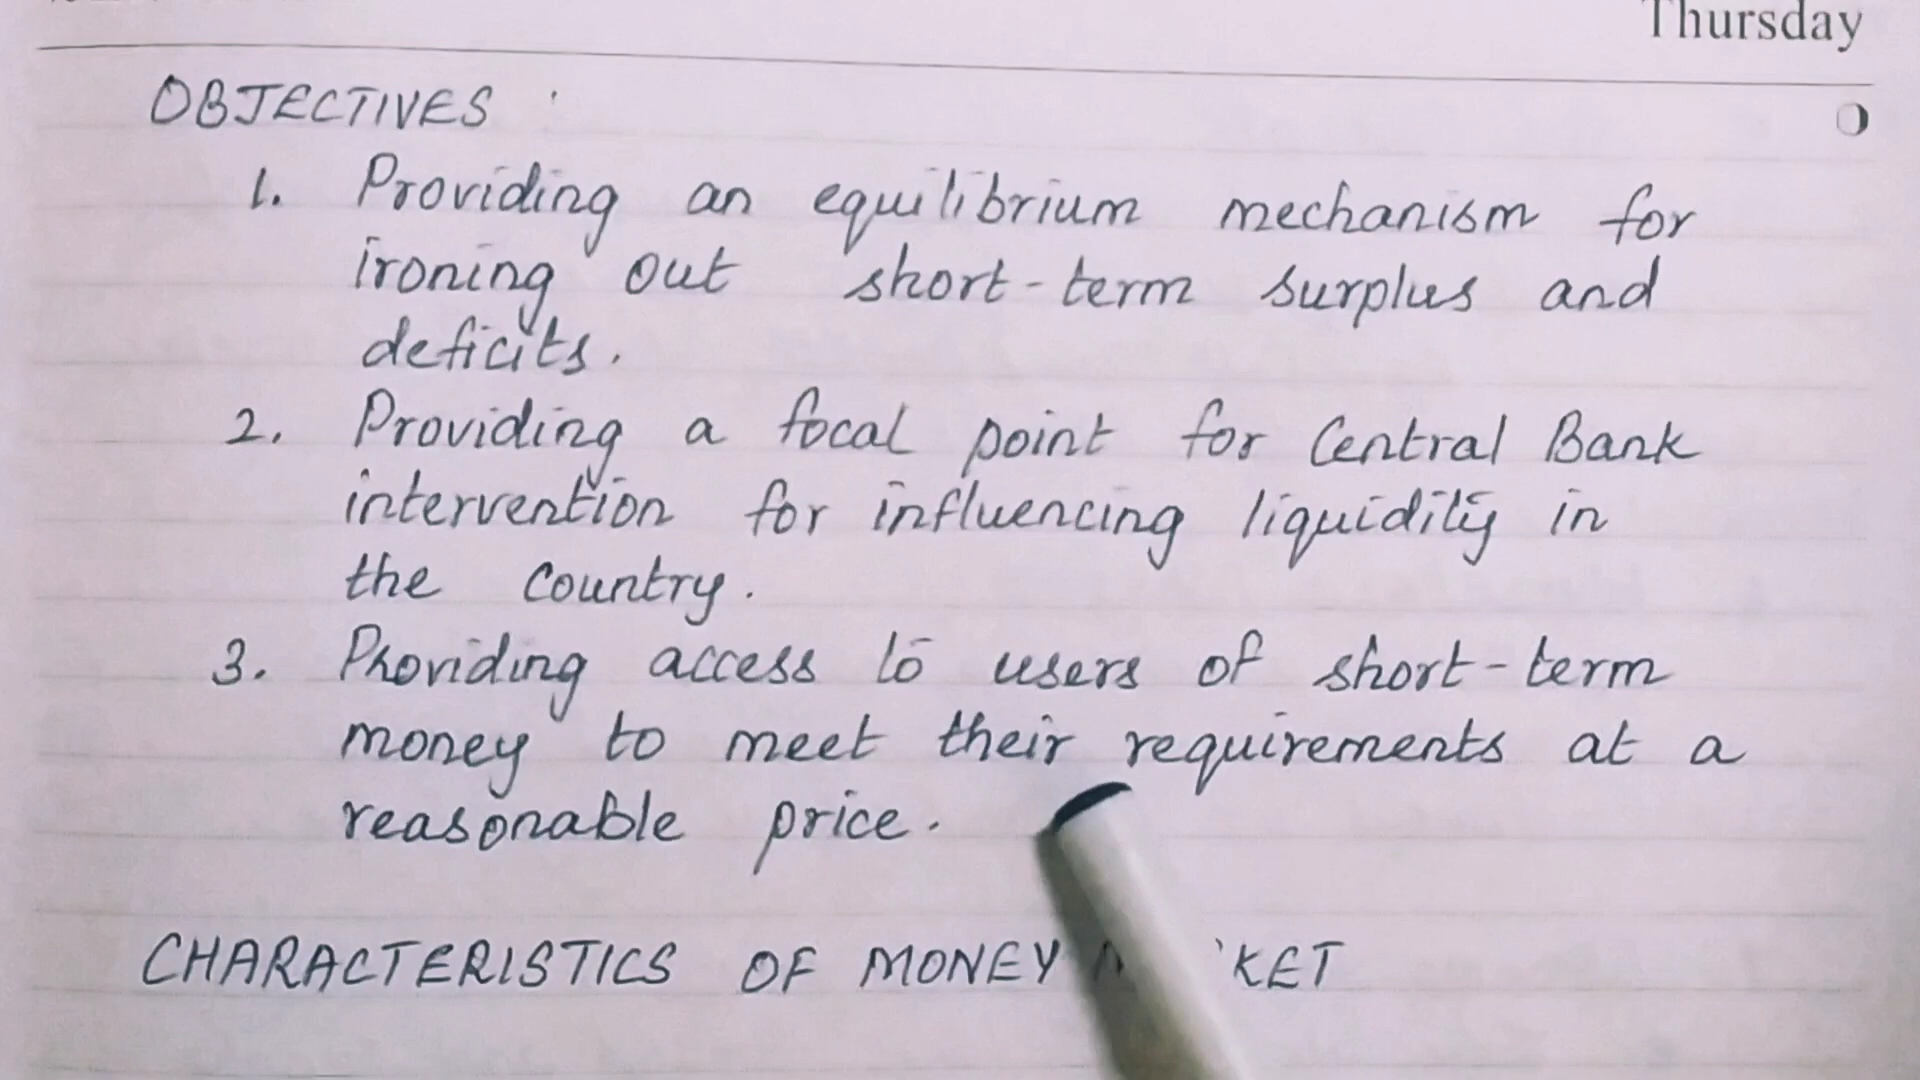 Thursday
OBJECTIVES :
1. Providing an equilibrium mechanism for
ironing out short-term surplus and
deficits.
2. Providing a focal point for Central Bank
intervention for influencing liquidity in
the country.
3. Providing access to users of short-term
money to meet their requirements at a
reasonable price.
CHARACTERISTICS OF MONEY KET